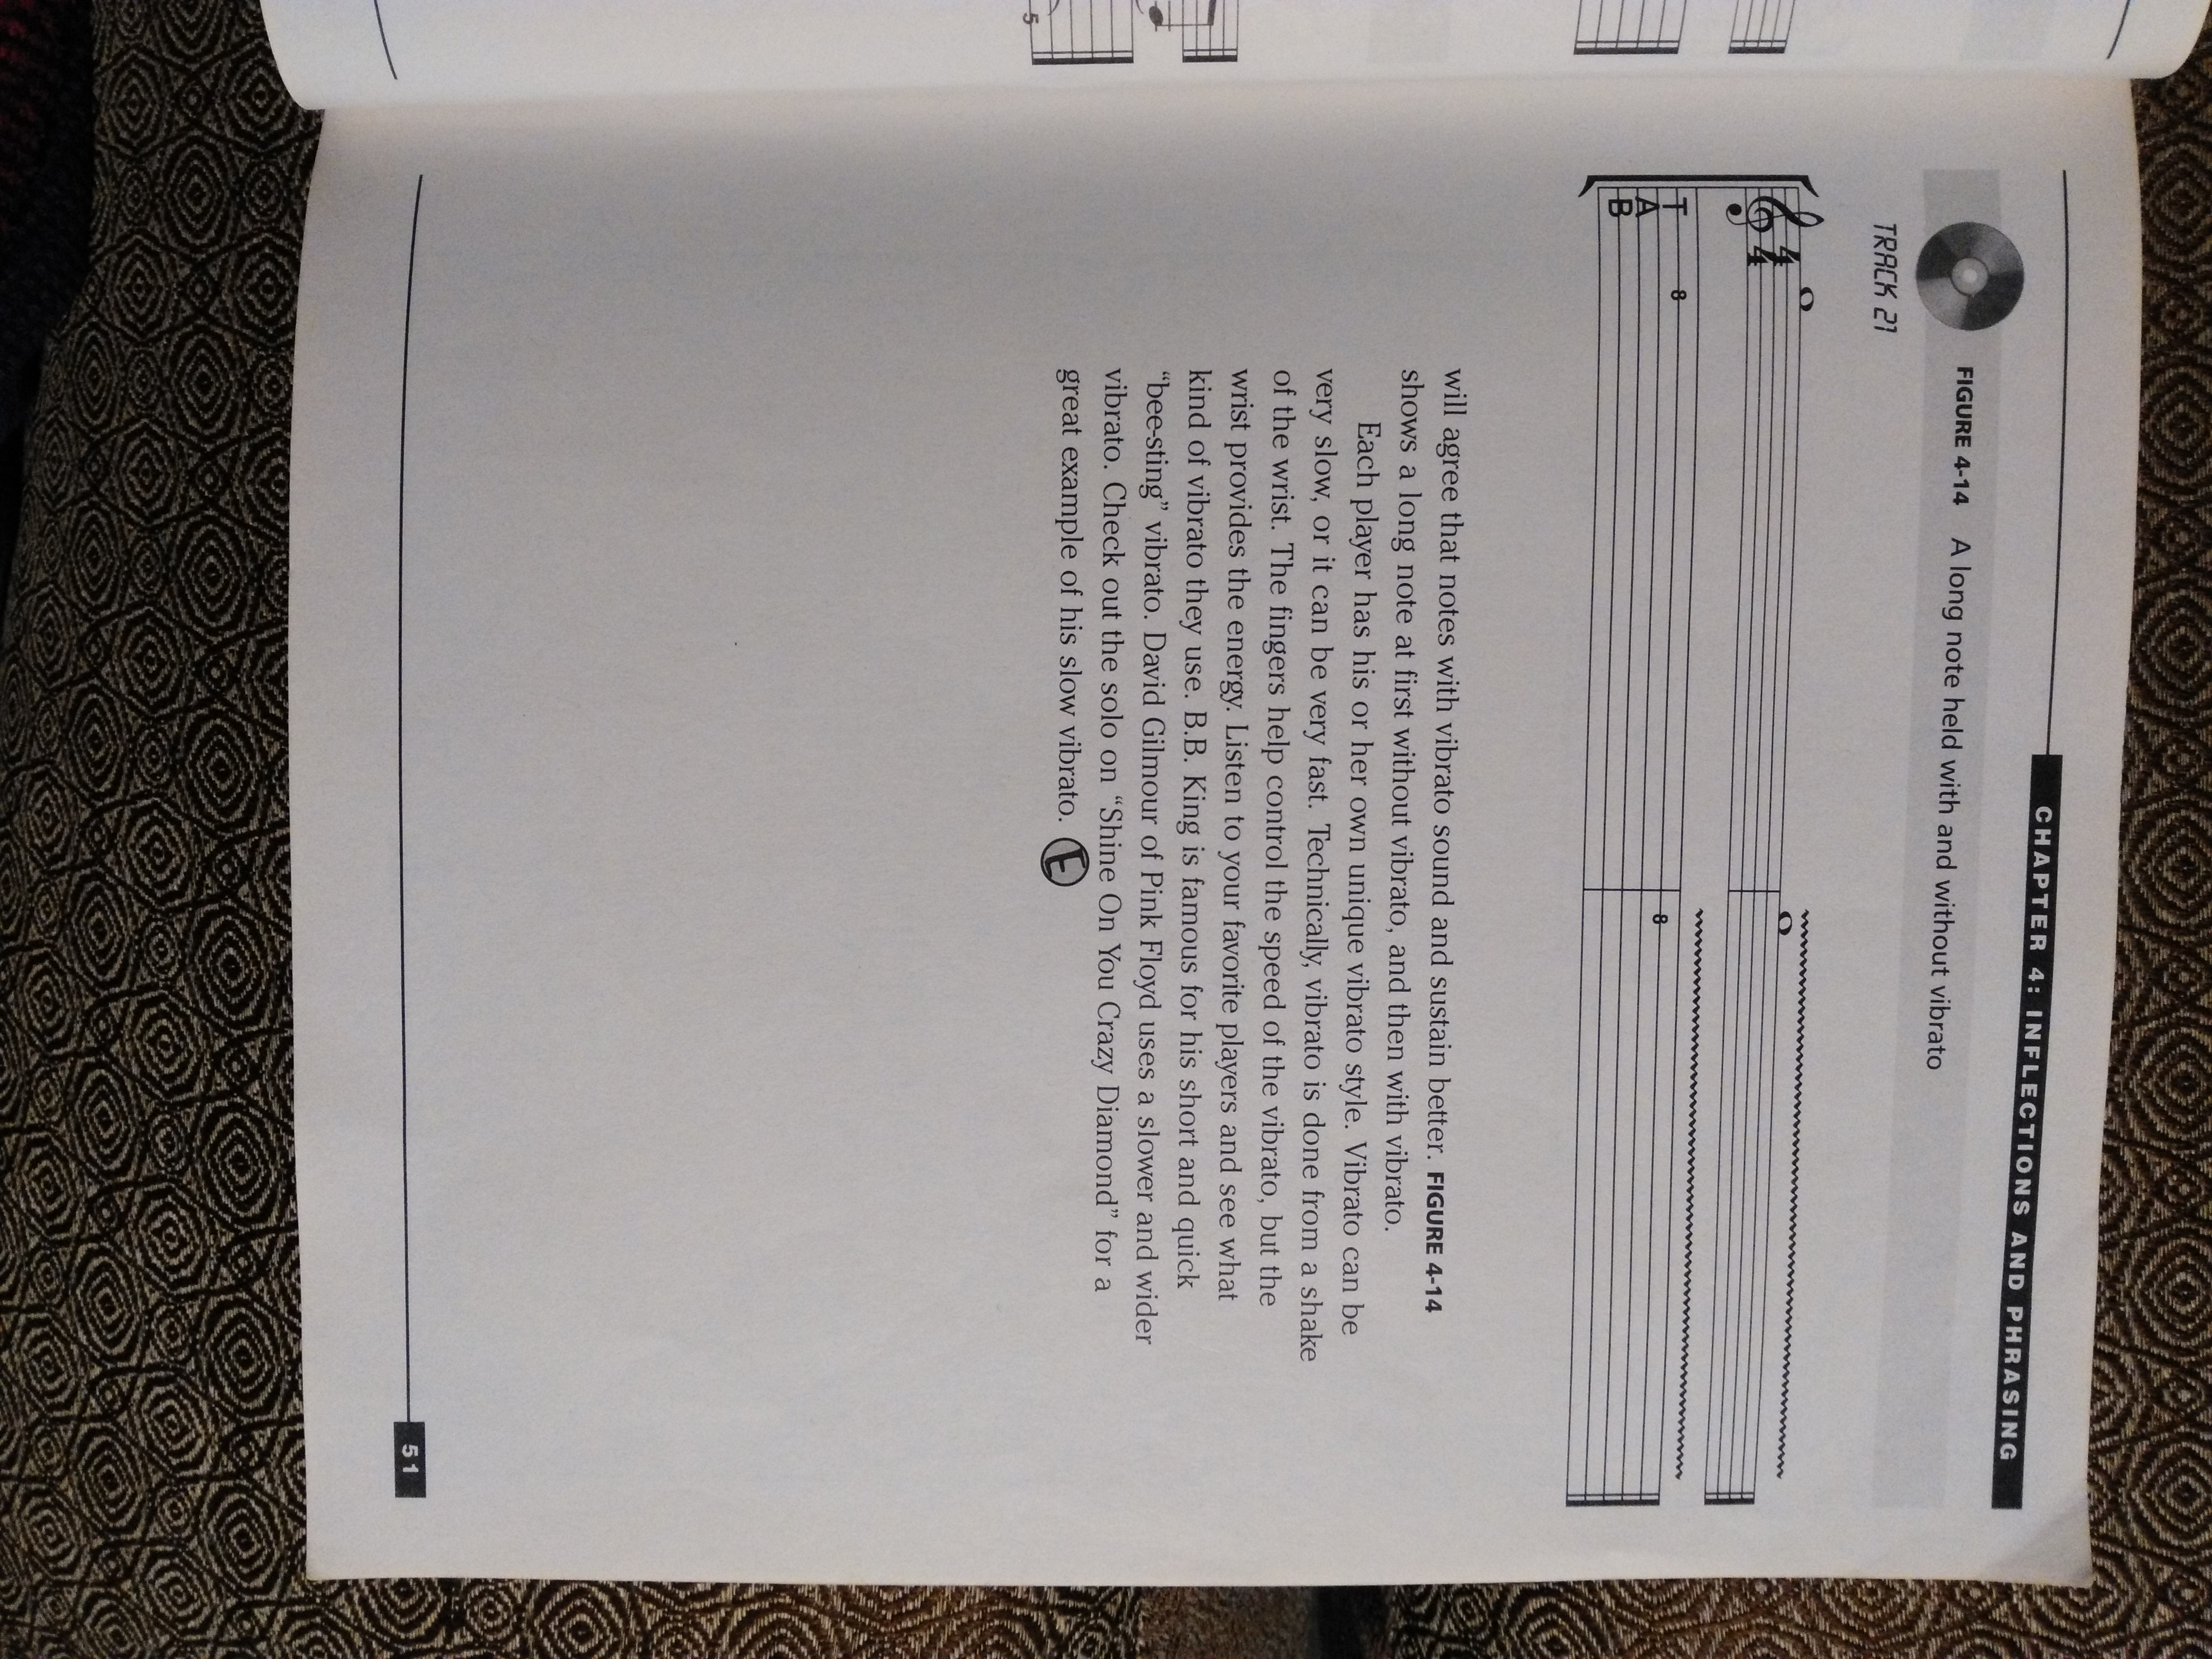 CHAPTER 4: INFLECTIONS AND PHRASING
FIGURE 4-14 A long note held with and without vibrato
TRACK 21
4
4
T
A
B
8
8
will agree that notes with vibrato sound and sustain better. FIGURE 4-14
shows a long note at first without vibrato, and then with vibrato.
Each player has his or her own unique vibrato style. Vibrato can be
very slow, or it can be very fast. Technically, vibrato is done from a shake
of the wrist. The fingers help control the speed of the vibrato, but the
wrist provides the energy. Listen to your favorite players and see what
kind of vibrato they use. B.B. King is famous for his short and quick
“bee-sting” vibrato. David Gilmour of Pink Floyd uses a slower and wider
vibrato. Check out the solo on “Shine On You Crazy Diamond” for a
great example of his slow vibrato. E
51
5